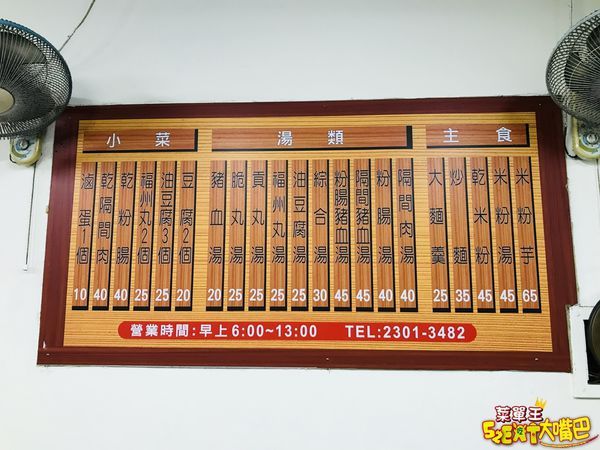 主食
米粉芋 65
米粉湯 45
乾米粉 45
炒麵 35
大麵羹 25
湯類
隔間肉湯 40
粉腸湯 40
隔間豬血湯 45
粉腸豬血湯 45
綜合湯 30
油豆腐湯 25
福州丸湯 25
貢丸湯 25
脆丸湯 25
豬血湯 20
小菜
豆腐2個 20
油豆腐3個 25
福州丸2個 25
乾粉腸 40
乾隔間肉 40
滷蛋個 10
營業時間:早上6:00~13:00 TEL:2301-3482
菜單王
大嘴巴